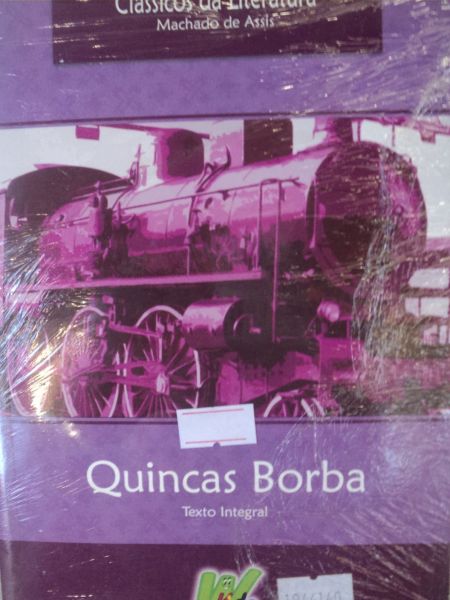 Clássicos da Literatura
Machado de Assis
Quincas Borba
Texto Integral